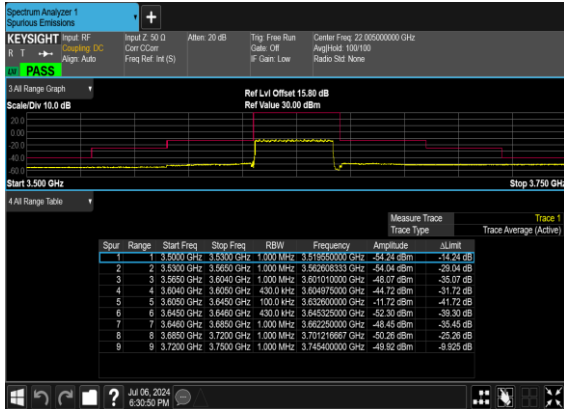 Spectrum Analyzer 1
Spurious Emissions
KEYSIGHT
R T
LXI
PASS
Input: RF
Coupling: DC
Align: Auto
Input Z: 50 Ω
Corr CCorr
Freq Ref: Int (S)
Atten: 20 dB
Trig: Free Run
Gate: Off
IF Gain: Low
Center Freq: 22.005000000 GHz
Avg|Hold: 100/100
Radio Std: None
3 All Range Graph
Scale/Div 10.0 dB
Ref Lvl Offset 15.80 dB
Ref Value 30.00 dBm
20.0
0.00
-20.0
-40.0
-60.0
Start 3.500 GHz
Stop 3.750 GHz
4 All Range Table
Measure Trace Trace 1
Trace Type Trace Average (Active)
Spur Range Start Freq Stop Freq RBW Frequency Amplitude ΔLimit
1 1 3.5000 GHz 3.5300 GHz 1.000 MHz 3.519550000 GHz -54.24 dBm -14.24 dB
2 2 3.5300 GHz 3.5650 GHz 1.000 MHz 3.562608333 GHz -54.04 dBm -29.04 dB
3 3 3.5650 GHz 3.6040 GHz 1.000 MHz 3.601010000 GHz -48.07 dBm -35.07 dB
4 4 3.6040 GHz 3.6050 GHz 430.0 kHz 3.604975000 GHz -44.72 dBm -31.72 dB
5 5 3.6050 GHz 3.6450 GHz 100.0 kHz 3.632600000 GHz -11.72 dBm -41.72 dB
6 6 3.6450 GHz 3.6460 GHz 430.0 kHz 3.645325000 GHz -52.30 dBm -39.30 dB
7 7 3.6460 GHz 3.6850 GHz 1.000 MHz 3.662250000 GHz -48.45 dBm -35.45 dB
8 8 3.6850 GHz 3.7200 GHz 1.000 MHz 3.701216667 GHz -50.26 dBm -25.26 dB
9 9 3.7200 GHz 3.7500 GHz 1.000 MHz 3.745400000 GHz -49.92 dBm -9.925 dB
Jul 06, 2024
6:30:50 PM